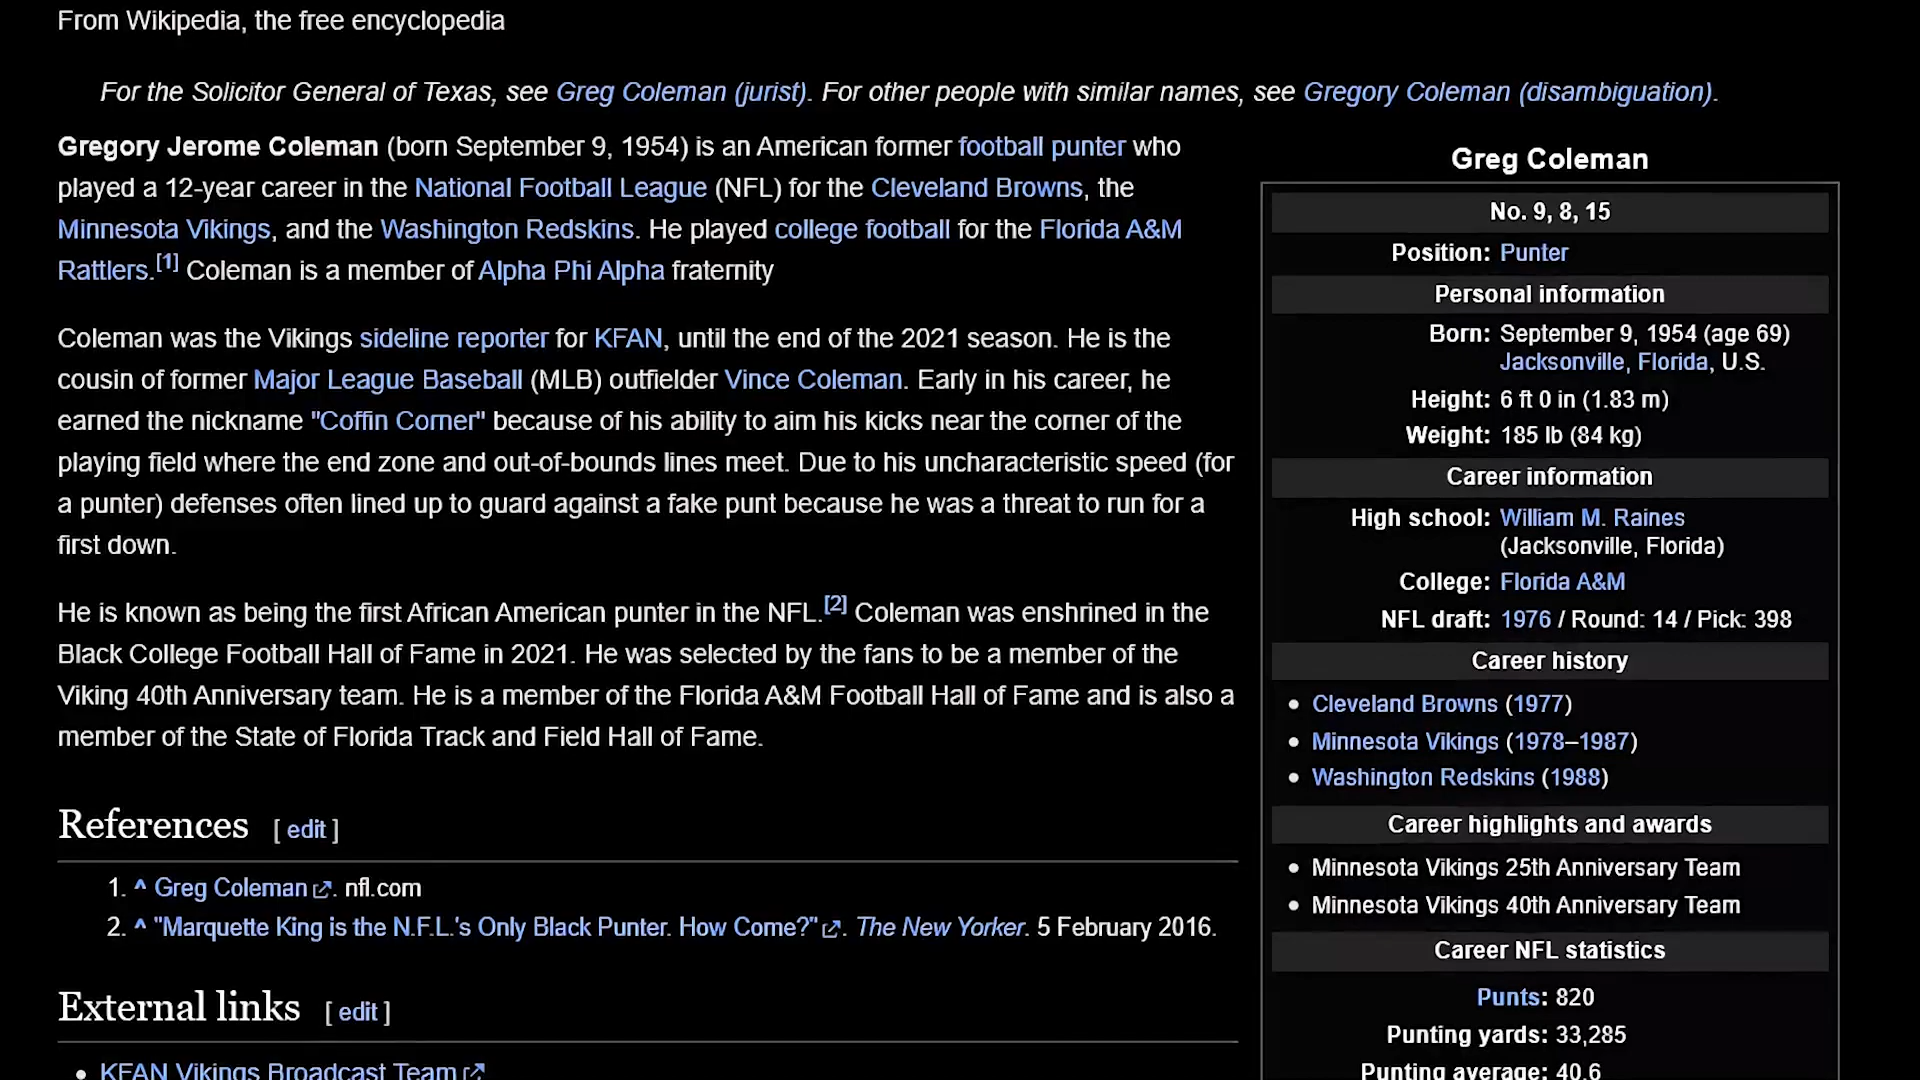 From Wikipedia, the free encyclopedia
For the Solicitor General of Texas, see Greg Coleman (jurist). For other people with similar names, see Gregory Coleman (disambiguation).
Gregory Jerome Coleman (born September 9, 1954) is an American former football punter who
played a 12-year career in the National Football League (NFL) for the Cleveland Browns, the
Minnesota Vikings, and the Washington Redskins. He played college football for the Florida A&M
Rattlers.[1] Coleman is a member of Alpha Phi Alpha fraternity
Coleman was the Vikings sideline reporter for KFAN, until the end of the 2021 season. He is the
cousin of former Major League Baseball (MLB) outfielder Vince Coleman. Early in his career, he
earned the nickname "Coffin Corner" because of his ability to aim his kicks near the corner of the
playing field where the end zone and out-of-bounds lines meet. Due to his uncharacteristic speed (for
a punter) defenses often lined up to guard against a fake punt because he was a threat to run for a
first down.
He is known as being the first African American punter in the NFL.[2] Coleman was enshrined in the
Black College Football Hall of Fame in 2021. He was selected by the fans to be a member of the
Viking 40th Anniversary team. He is a member of the Florida A&M Football Hall of Fame and is also a
member of the State of Florida Track and Field Hall of Fame.
References [ edit ]
1. ^ Greg Coleman. nfl.com
2. ^ "Marquette King is the N.F.L.'s Only Black Punter. How Come?". The New Yorker. 5 February 2016.
External links [ edit ]
• KFAN Vikings Broadcast Team
Greg Coleman
No. 9, 8, 15
Position: Punter
Personal information
Born: September 9, 1954 (age 69)
Jacksonville, Florida, U.S.
Height: 6 ft 0 in (1.83 m)
Weight: 185 lb (84 kg)
Career information
High school: William M. Raines
(Jacksonville, Florida)
College: Florida A&M
NFL draft: 1976 / Round: 14 / Pick: 398
Career history
• Cleveland Browns (1977)
• Minnesota Vikings (1978–1987)
• Washington Redskins (1988)
Career highlights and awards
• Minnesota Vikings 25th Anniversary Team
• Minnesota Vikings 40th Anniversary Team
Career NFL statistics
Punts: 820
Punting yards: 33,285
Punting average: 40.6